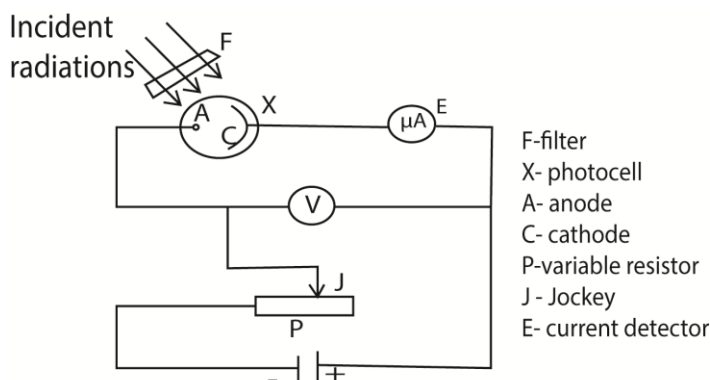 Incident
radiations
F
A
X
C
μA
E
V
J
P
+
F-filter
X- photocell
A- anode
C- cathode
P-variable resistor
J - Jockey
E- current detector